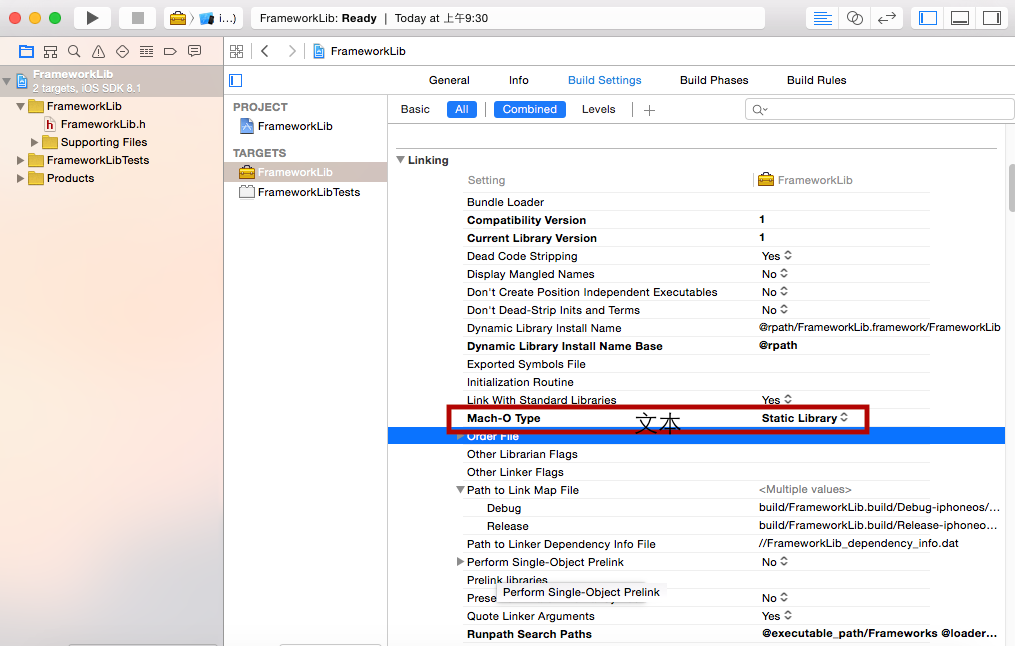 FrameworkLib: Ready | Today at 上午9:30
i...)
FrameworkLib
FrameworkLib
2 targets, iOS SDK 8.1
FrameworkLib
FrameworkLib.h
Supporting Files
FrameworkLibTests
Products
General Info Build Settings Build Phases Build Rules
PROJECT
FrameworkLib
TARGETS
FrameworkLib
FrameworkLibTests
Basic All Combined Levels
Linking
Setting FrameworkLib
Bundle Loader
Compatibility Version 1
Current Library Version 1
Dead Code Stripping Yes
Display Mangled Names No
Don't Create Position Independent Executables No
Don't Dead-Strip Inits and Terms No
Dynamic Library Install Name @rpath/FrameworkLib.framework/FrameworkLib
Dynamic Library Install Name Base @rpath
Exported Symbols File
Initialization Routine
Link With Standard Libraries Yes
Mach-O Type 文本 Static Library
Order File
Other Librarian Flags
Other Linker Flags
Path to Link Map File <Multiple values>
Debug build/FrameworkLib.build/Debug-iphoneos/...
Release build/FrameworkLib.build/Release-iphoneo...
Path to Linker Dependency Info File //FrameworkLib_dependency_info.dat
Perform Single-Object Prelink No
Prelink libraries
Perform Single-Object Prelink
No
Quote Linker Arguments Yes
Runpath Search Paths @executable_path/Frameworks @loader...